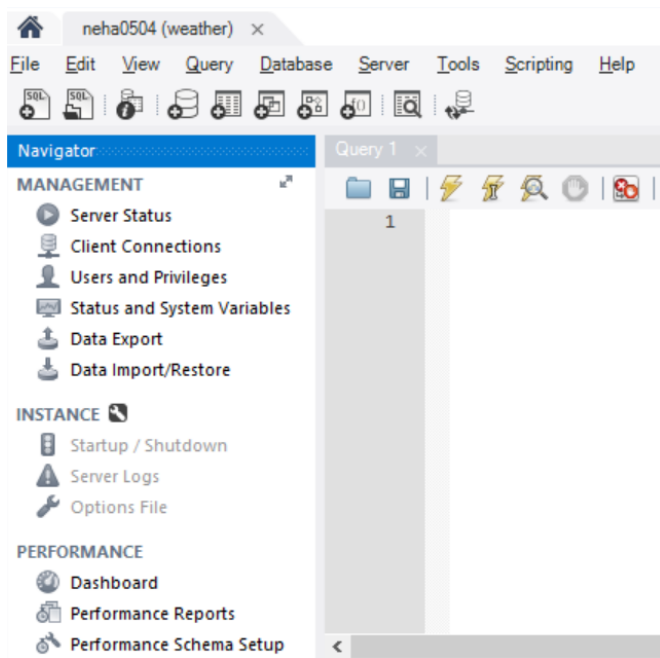 neha0504 (weather) ×
File Edit View Query Database Server Tools Scripting Help
SQL SQL
Navigator
Query 1 ×
MANAGEMENT
1
Server Status
Client Connections
Users and Privileges
Status and System Variables
Data Export
Data Import/Restore
INSTANCE
Startup / Shutdown
Server Logs
Options File
PERFORMANCE
Dashboard
Performance Reports
Performance Schema Setup